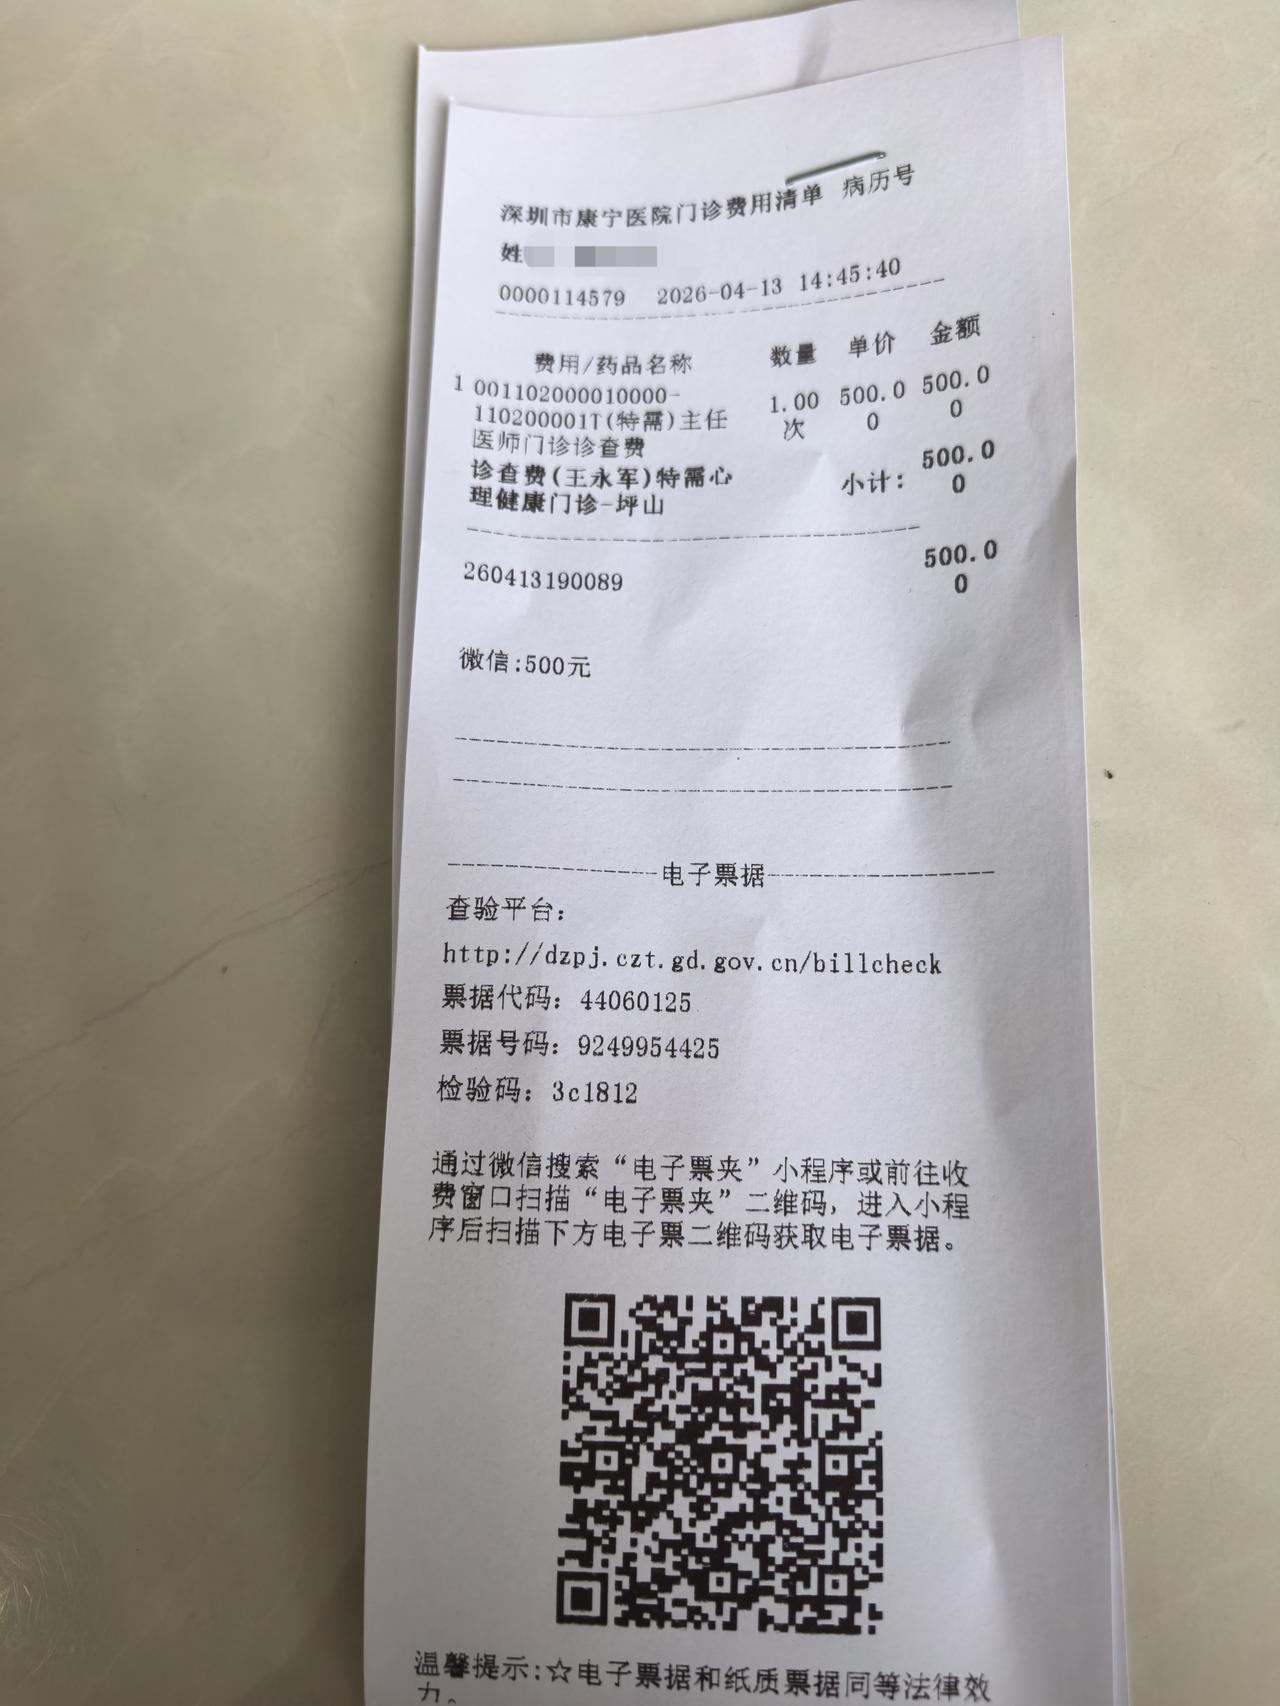 深圳市康宁医院门诊费用清单 病历号
姓
0000114579 2026-04-13 14:45:40
费用/药品名称 数量 单价 金额
1 001102000010000- 1.00 500.0 500.0
110200001T(特需)主任 次 0 0
医师门诊诊查费
诊查费(王永军)特需心 小计: 500.0
理健康门诊-坪山 0
260413190089 500.0
0
微信:500元
电子票据
查验平台:
http://dzpj.czt.gd.gov.cn/billcheck
票据代码: 44060125
票据号码: 9249954425
检验码: 3c1812
通过微信搜索“电子票夹”小程序或前往收
费窗口扫描“电子票夹”二维码, 进入小程
序后扫描下方电子票二维码获取电子票据。
温馨提示:☆电子票据和纸质票据同等法律效
力。